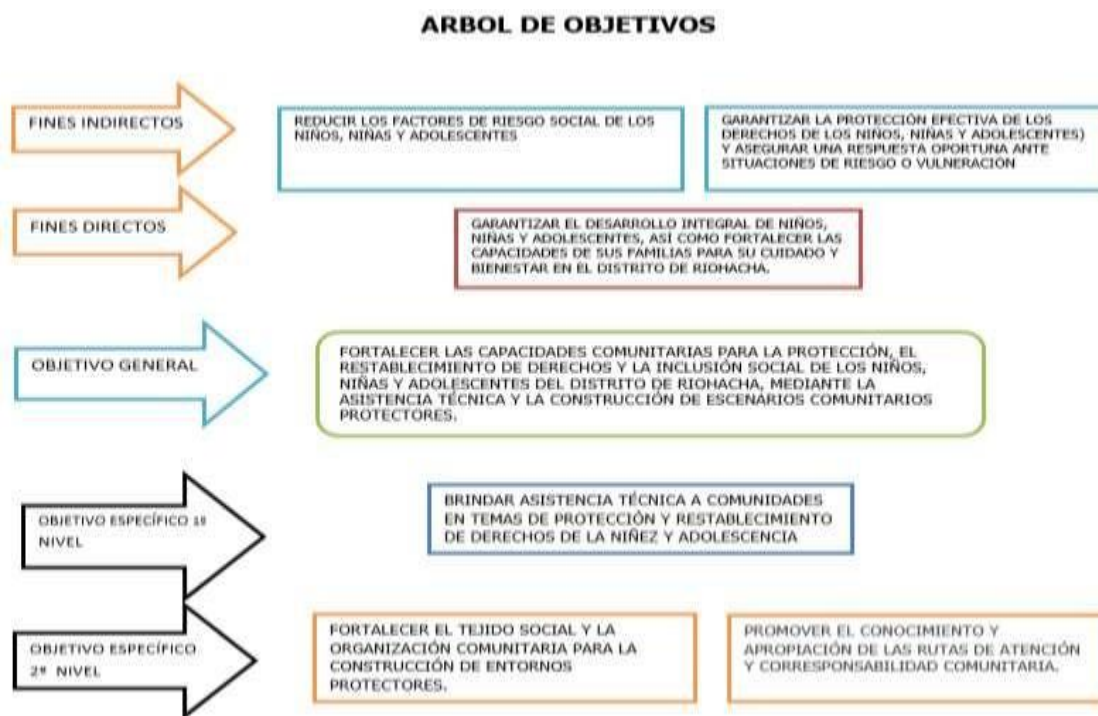 ARBOL DE OBJETIVOS
FINES INDIRECTOS
REDUCIR LOS FACTORES DE RIESGO SOCIAL DE LOS
NIÑOS, NIÑAS Y ADOLESCENTES
GARANTIZAR LA PROTECCIÓN EFECTIVA DE LOS
DERECHOS DE LOS NIÑOS, NIÑAS Y ADOLESCENTES)
Y ASEGURAR UNA RESPUESTA OPORTUNA ANTE
SITUACIONES DE RIESGO O VULNERACIÓN
FINES DIRECTOS
GARANTIZAR EL DESARROLLO INTEGRAL DE NIÑOS,
NIÑAS Y ADOLESCENTES, ASÍ COMO FORTALECER LAS
CAPACIDADES DE SUS FAMILIAS PARA SU CUIDADO Y
BIENESTAR EN EL DISTRITO DE RIOHACHA.
OBJETIVO GENERAL
FORTALECER LAS CAPACIDADES COMUNITARIAS PARA LA PROTECCIÓN, EL
RESTABLECIMIENTO DE DERECHOS Y LA INCLUSIÓN SOCIAL DE LOS NIÑOS,
NIÑAS Y ADOLESCENTES DEL DISTRITO DE RIOHACHA, MEDIANTE LA
ASISTENCIA TÉCNICA Y LA CONSTRUCCIÓN DE ESCENARIOS COMUNITARIOS
PROTECTORES.
OBJETIVO ESPECÍFICO 1º
NIVEL
BRINDAR ASISTENCIA TÉCNICA A COMUNIDADES
EN TEMAS DE PROTECCIÓN Y RESTABLECIMIENTO
DE DERECHOS DE LA NIÑEZ Y ADOLESCENCIA
OBJETIVO ESPECÍFICO
2º NIVEL
FORTALECER EL TEJIDO SOCIAL Y LA
ORGANIZACIÓN COMUNITARIA PARA LA
CONSTRUCCIÓN DE ENTORNOS
PROTECTORES.
PROMOVER EL CONOCIMIENTO Y
APROPIACIÓN DE LAS RUTAS DE ATENCIÓN
Y CORRESPONSABILIDAD COMUNITARIA.